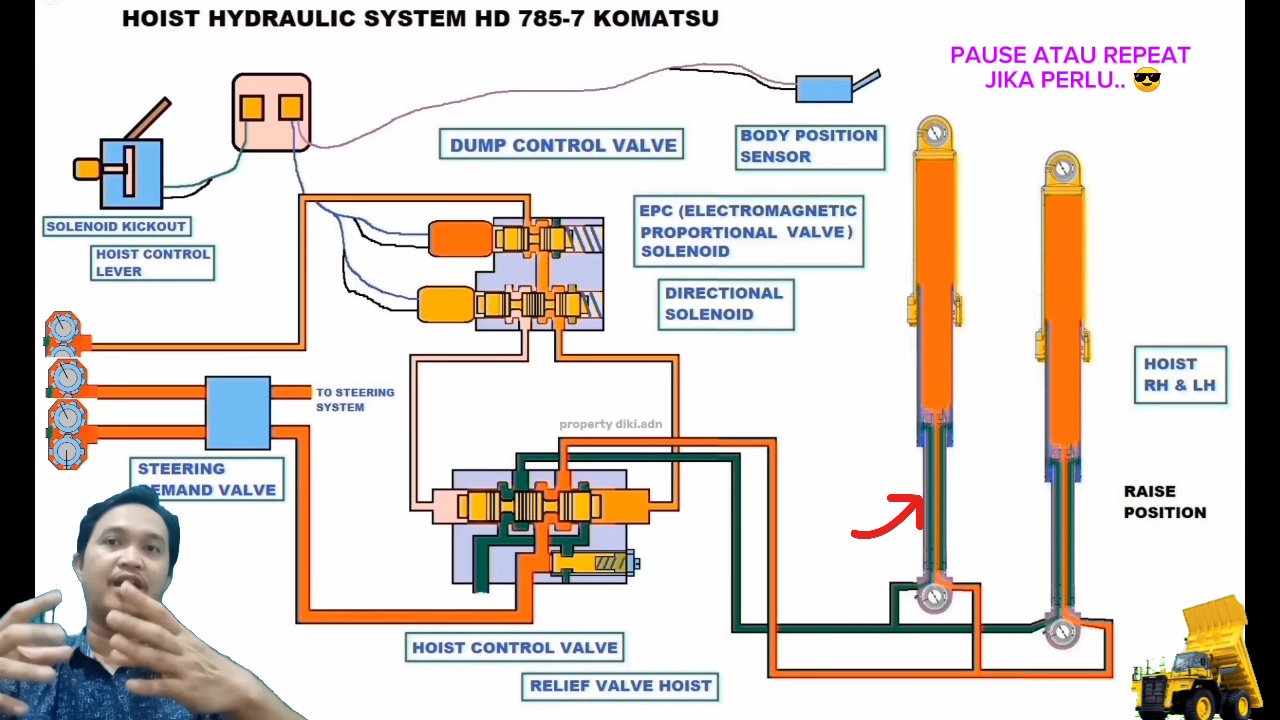 HOIST HYDRAULIC SYSTEM HD 785-7 KOMATSU
PAUSE ATAU REPEAT
JIKA PERLU.. 😎
DUMP CONTROL VALVE
BODY POSITION
SENSOR
SOLENOID KICKOUT
HOIST CONTROL
LEVER
EPC (ELECTROMAGNETIC
PROPORTIONAL VALVE)
SOLENOID
DIRECTIONAL
SOLENOID
TO STEERING
SYSTEM
HOIST
RH & LH
property diki.adn
STEERING
DEMAND VALVE
RAISE
POSITION
HOIST CONTROL VALVE
RELIEF VALVE HOIST